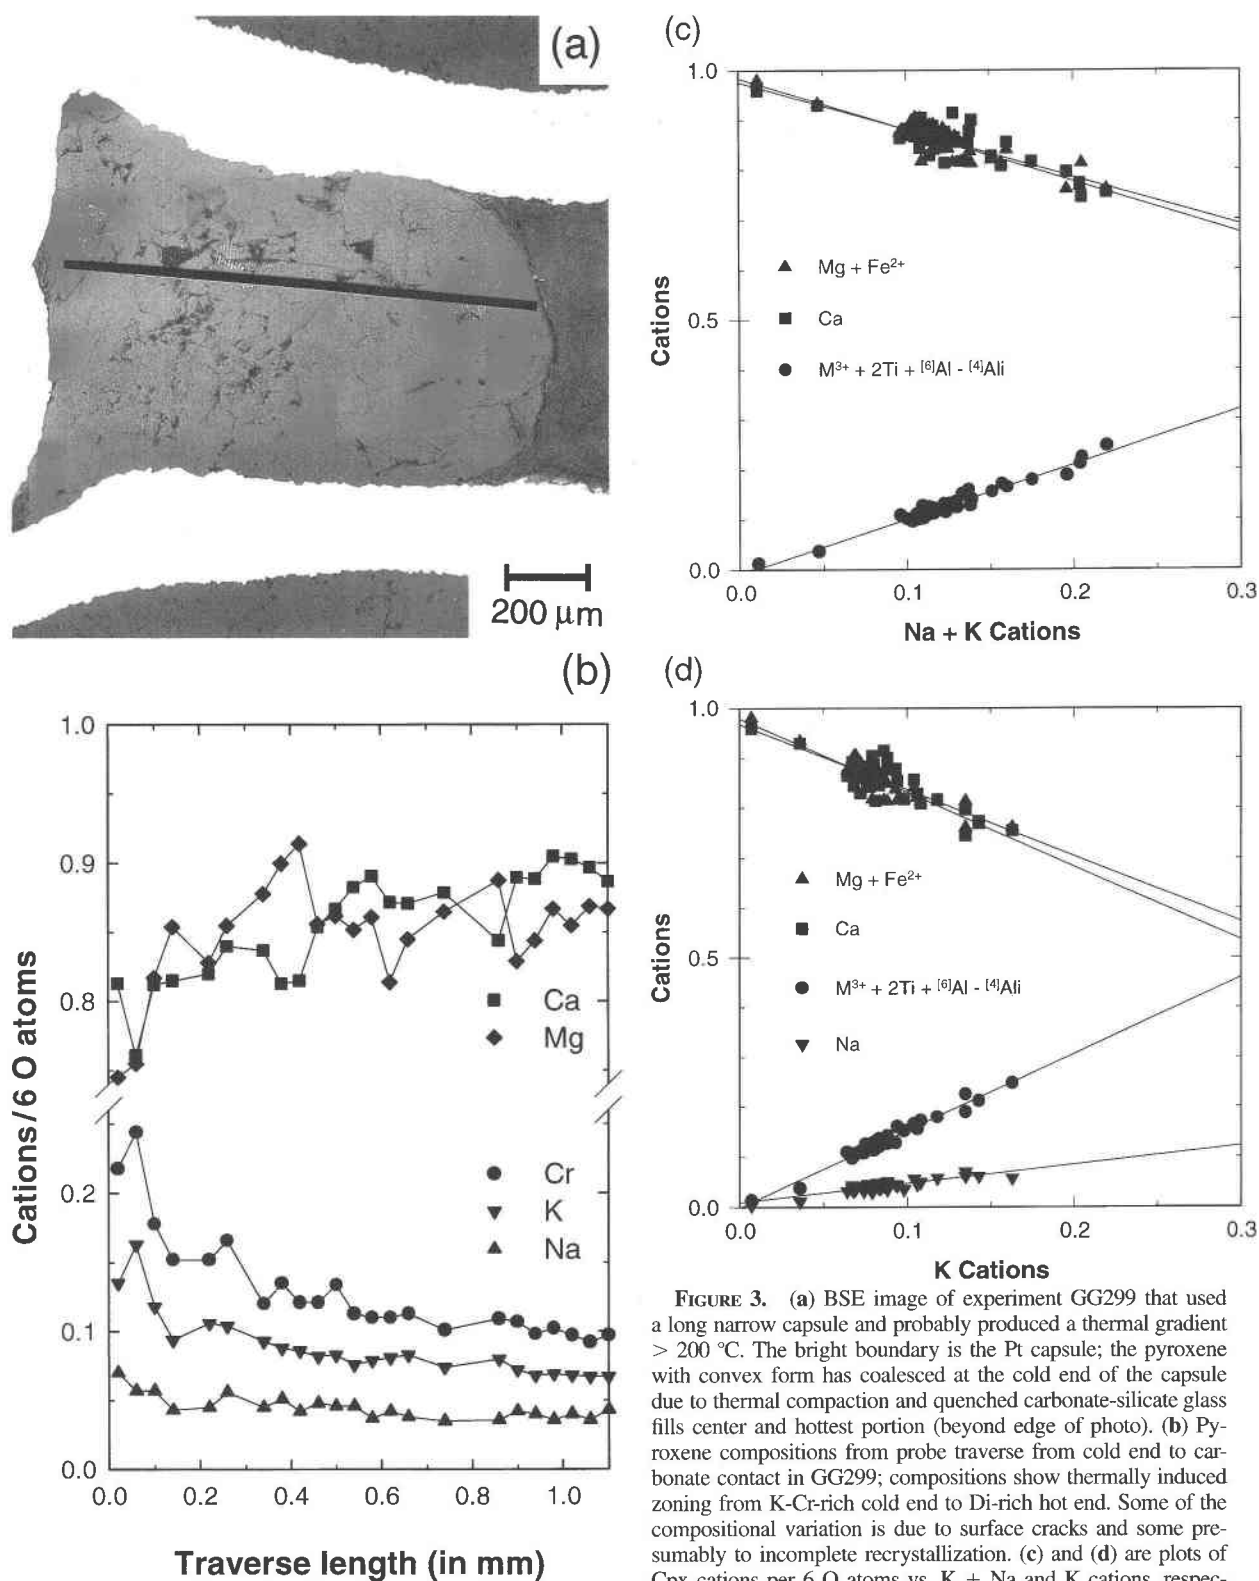 (a)
200 μm
(b)
1.0
0.9
0.8
0.2
0.1
0.0
Cations/6 O atoms
Ca
Mg
Cr
K
Na
0.0
0.2
0.4
0.6
0.8
1.0
Traverse length (in mm)
(c)
1.0
0.5
0.0
Cations
Mg + Fe²⁺
Ca
M³⁺ + 2Ti + [6]Al - [4]Ali
0.0
0.1
0.2
0.3
Na + K Cations
(d)
1.0
0.5
0.0
Cations
Mg + Fe²⁺
Ca
M³⁺ + 2Ti + [6]Al - [4]Ali
Na
0.0
0.1
0.2
0.3
K Cations
FIGURE 3. (a) BSE image of experiment GG299 that used
a long narrow capsule and probably produced a thermal gradient
> 200 °C. The bright boundary is the Pt capsule; the pyroxene
with convex form has coalesced at the cold end of the capsule
due to thermal compaction and quenched carbonate-silicate glass
fills center and hottest portion (beyond edge of photo). (b) Py-
roxene compositions from probe traverse from cold end to car-
bonate contact in GG299; compositions show thermally induced
zoning from K-Cr-rich cold end to Di-rich hot end. Some of the
compositional variation is due to surface cracks and some pre-
sumably to incomplete recrystallization. (c) and (d) are plots of
Cpx cations per 6 O atoms vs. K + Na and K cations, respec-